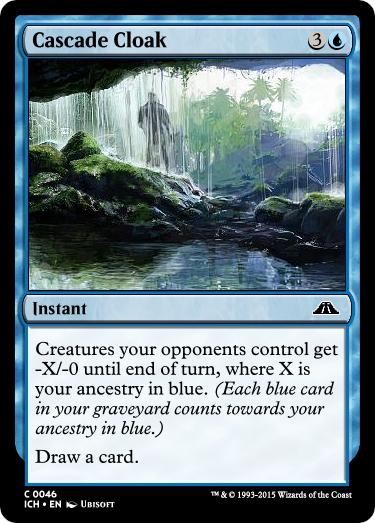 Cascade Cloak 3
Instant
Creatures your opponents control get
-X/-0 until end of turn, where X is
your ancestry in blue. (Each blue card
in your graveyard counts towards your
ancestry in blue.)
Draw a card.
C 0046
ICH • EN Ubisoft
™ & © 1993-2015 Wizards of the Coast